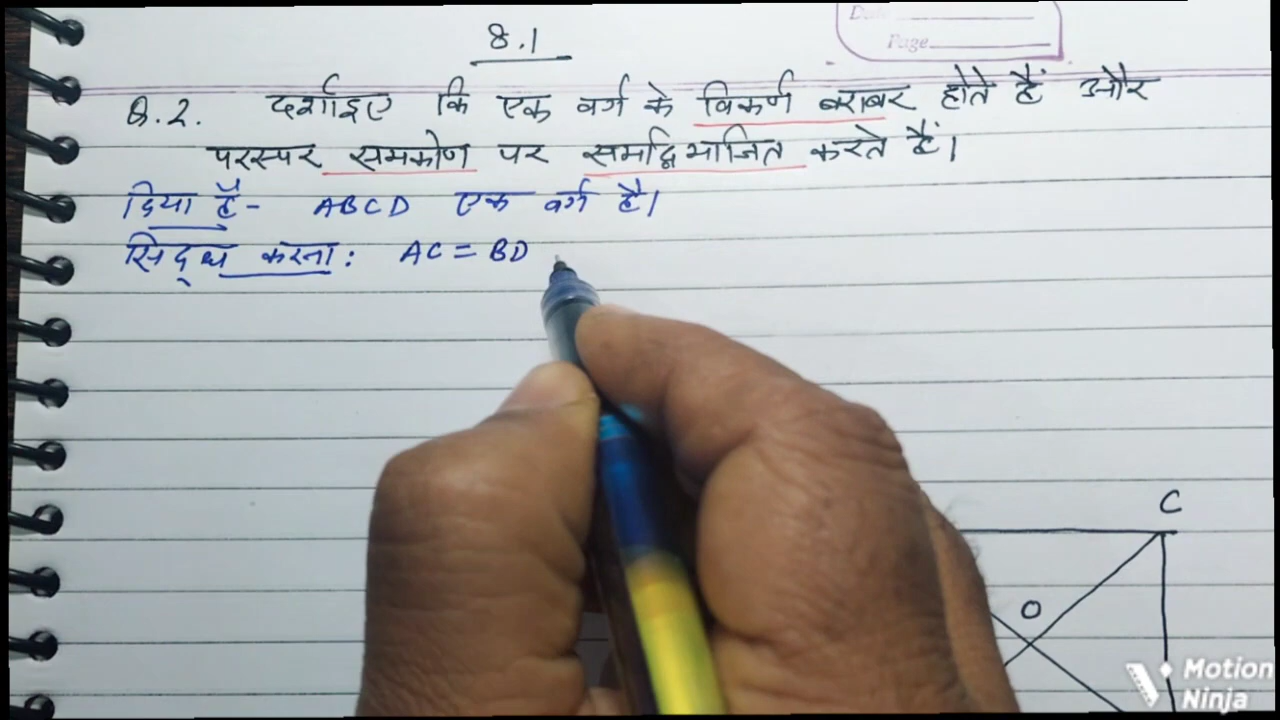 Date
Page
8.1
Q.2. दर्शाइए कि एक वर्ग के विकर्ण बराबर होते हैं और
परस्पर समकोण पर समद्विभाजित करते हैं।
दिया है- ABCD एक वर्ग है।
सिद्ध करना: AC = BD
C
O
Motion
Ninja